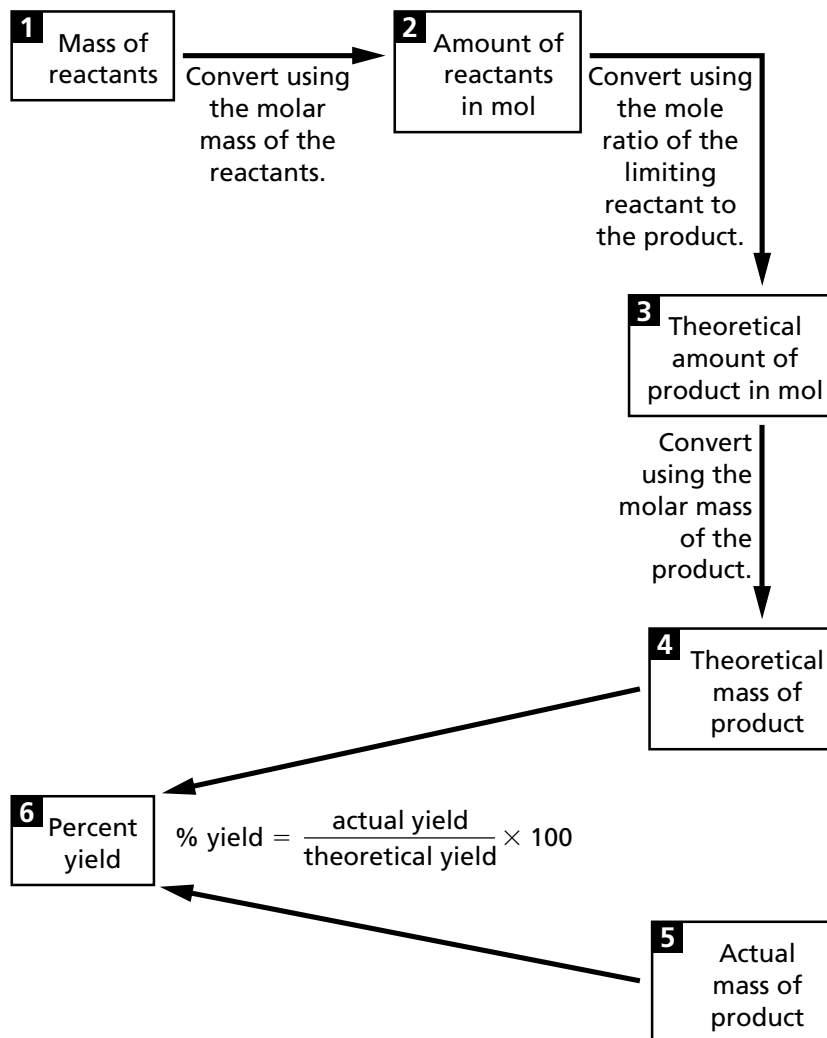 1
Mass of
reactants
Convert using
the molar
mass of the
reactants.
2
Amount of
reactants
in mol
Convert using
the mole
ratio of the
limiting
reactant to
the product.
3
Theoretical
amount of
product in mol
Convert
using the
molar mass
of the
product.
4
Theoretical
mass of
product
6
Percent
yield
% yield = actual yield / theoretical yield × 100
5
Actual
mass of
product